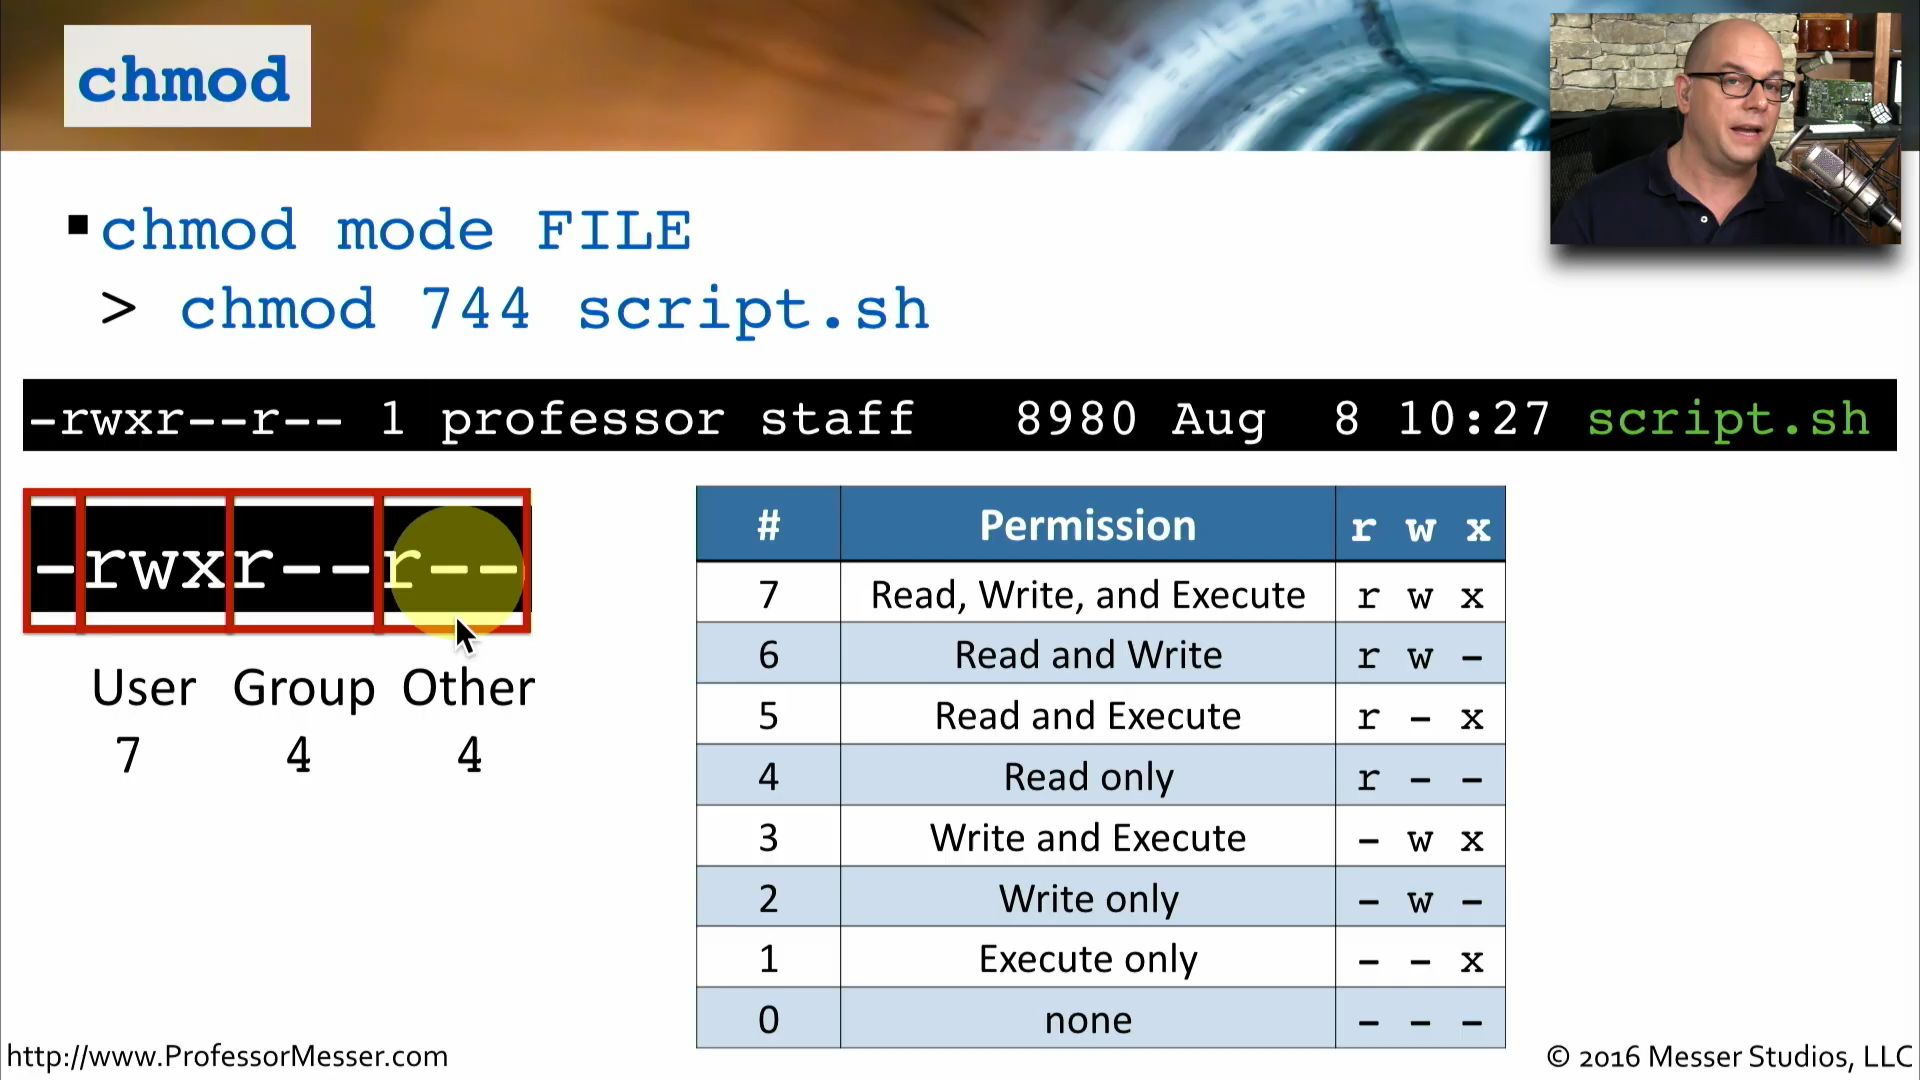 chmod
▪chmod mode FILE
> chmod 744 script.sh
-rwxr--r-- 1 professor staff 8980 Aug 8 10:27 script.sh
-rwxr--r--
User Group Other
7 4 4
# Permission r w x
7 Read, Write, and Execute r w x
6 Read and Write r w -
5 Read and Execute r - x
4 Read only r - -
3 Write and Execute - w x
2 Write only - w -
1 Execute only - - x
0 none - - -
http://www.ProfessorMesser.com
© 2016 Messer Studios, LLC